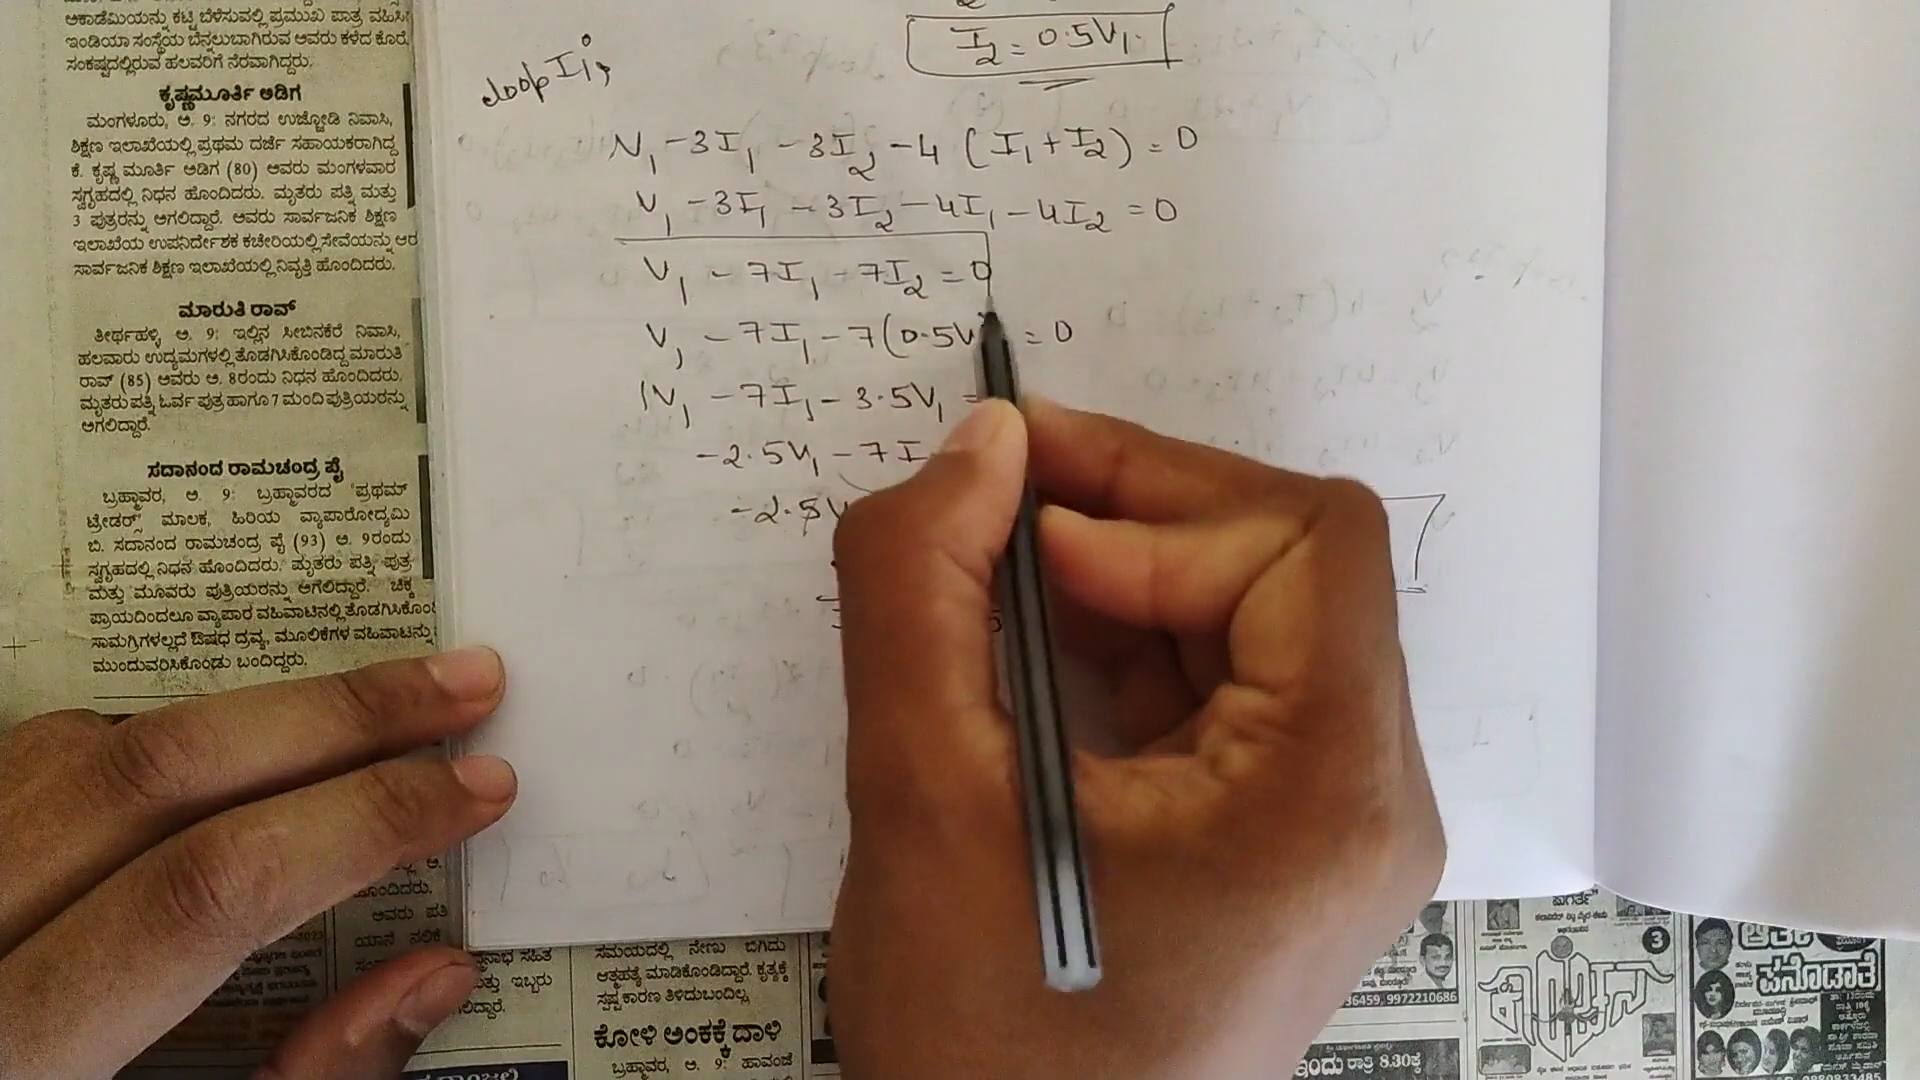 ಅಕಾಡೆಮಿಯನ್ನು ಕಟ್ಟಿ ಬೆಳೆಸುವಲ್ಲಿ ಪ್ರಮುಖ ಪಾತ್ರ ವಹಿಸಿ
ಇಂಡಿಯಾ ಸಂಸ್ಥೆಯ ಬೆನ್ನಲುಬಾಗಿರುವ ಅವರು ಕಳೆದ ಕೊರೆ
ಸಂಕಷ್ಟದಲ್ಲಿರುವ ಹಲವರಿಗೆ ನೆರವಾಗಿದ್ದರು.
ಕೃಷ್ಣಮೂರ್ತಿ ಅಡಿಗ
ಮಂಗಳೂರು, ಆ. 9: ನಗರದ ಉಜ್ಜೋಡಿ ನಿವಾಸಿ,
ಶಿಕ್ಷಣ ಇಲಾಖೆಯಲ್ಲಿ ಪ್ರಥಮ ದರ್ಜೆ ಸಹಾಯಕರಾಗಿದ್ದ
ಕೆ. ಕೃಷ್ಣ ಮೂರ್ತಿ ಅಡಿಗ (80) ಅವರು ಮಂಗಳವಾರ
ಸ್ವಗೃಹದಲ್ಲಿ ನಿಧನ ಹೊಂದಿದರು. ಮೃತರು ಪತ್ನಿ ಮತ್ತು
3 ಪುತ್ರರನ್ನು ಅಗಲಿದ್ದಾರೆ. ಅವರು ಸಾರ್ವಜನಿಕ ಶಿಕ್ಷಣ
ಇಲಾಖೆಯ ಉಪನಿರ್ದೇಶಕ ಕಚೇರಿಯಲ್ಲಿ ಸೇವೆಯನ್ನು ಆರ
ಸಾರ್ವಜನಿಕ ಶಿಕ್ಷಣ ಇಲಾಖೆಯಲ್ಲಿ ನಿವೃತ್ತಿ ಹೊಂದಿದರು.
ಮಾರುತಿ ರಾವ್
ತೀರ್ಥಹಳ್ಳಿ, ಆ. 9: ಇಲ್ಲಿನ ಸೀಬಿನಕೆರೆ ನಿವಾಸಿ,
ಹಲವಾರು ಉದ್ಯಮಗಳಲ್ಲಿ ತೊಡಗಿಸಿಕೊಂಡಿದ್ದ ಮಾರುತಿ
ರಾವ್ (85) ಅವರು ಆ. 8ರಂದು ನಿಧನ ಹೊಂದಿದರು.
ಮೃತರು ಪತ್ನಿ, ಓರ್ವ ಪುತ್ರ ಹಾಗೂ 7 ಮಂದಿ ಪುತ್ರಿಯರನ್ನು
ಅಗಲಿದ್ದಾರೆ.
ಸದಾನಂದ ರಾಮಚಂದ್ರ ಪೈ
ಬ್ರಹ್ಮಾವರ, ಆ. 9: ಬ್ರಹ್ಮಾವರದ 'ಪ್ರಥಮ್
ಟ್ರೇಡರ್ಸ್' ಮಾಲಕ, ಹಿರಿಯ ವ್ಯಾಪಾರೋದ್ಯಮಿ
ಬಿ. ಸದಾನಂದ ರಾಮಚಂದ್ರ ಪೈ (93) ಆ. 9ರಂದು
ಸ್ವಗೃಹದಲ್ಲಿ ನಿಧನ ಹೊಂದಿದರು. ಮೃತರು ಪತ್ನಿ, ಪುತ್ರ
ಮತ್ತು ಮೂವರು ಪುತ್ರಿಯರನ್ನು ಅಗಲಿದ್ದಾರೆ. ಚಿಕ್ಕ
ಪ್ರಾಯದಿಂದಲೂ ವ್ಯಾಪಾರ ವಹಿವಾಟಿನಲ್ಲಿ ತೊಡಗಿಸಿಕೊಂ
ಸಾಮಗ್ರಿಗಳಲ್ಲದೆ ಔಷಧ ದ್ರವ್ಯ, ಮೂಲಿಕೆಗಳ ವಹಿವಾಟನ್ನು
ಮುಂದುವರಿಸಿಕೊಂಡು ಬಂದಿದ್ದರು.
I2 = 0.5V1.
loop I1;
V1 - 3I1 - 3I2 - 4 (I1 + I2) = 0
V1 - 3I1 - 3I2 - 4I1 - 4I2 = 0
V1 - 7I1 - 7I2 = 0
V1 - 7I1 - 7(0.5V = 0
1V1 - 7I1 - 3.5V1 =
-2.5V1 - 7I
-2.5V
ಹೊಂದಿದರು.
ಅವರು ಪತಿ
ಸಮಯದಲ್ಲಿ ನೇಣು ಬಿಗಿದು
ಆತ್ಮಹತ್ಯೆ ಮಾಡಿಕೊಂಡಿದ್ದಾರೆ. ಕೃತ್ಯಕ್ಕೆ
ಸ್ಪಷ್ಟ ಕಾರಣ ತಿಳಿದುಬಂದಿಲ್ಲ.
ಕೋಳಿ ಅಂಕಕ್ಕೆ ದಾಳಿ
ಬ್ರಹ್ಮಾವರ, ಆ. 9: ಹಾವಂಜೆ
36459, 9972210686
ಇಂದು ರಾತ್ರಿ 8.30ಕ್ಕೆ
3
ಕಾಂಚನ
9880833485